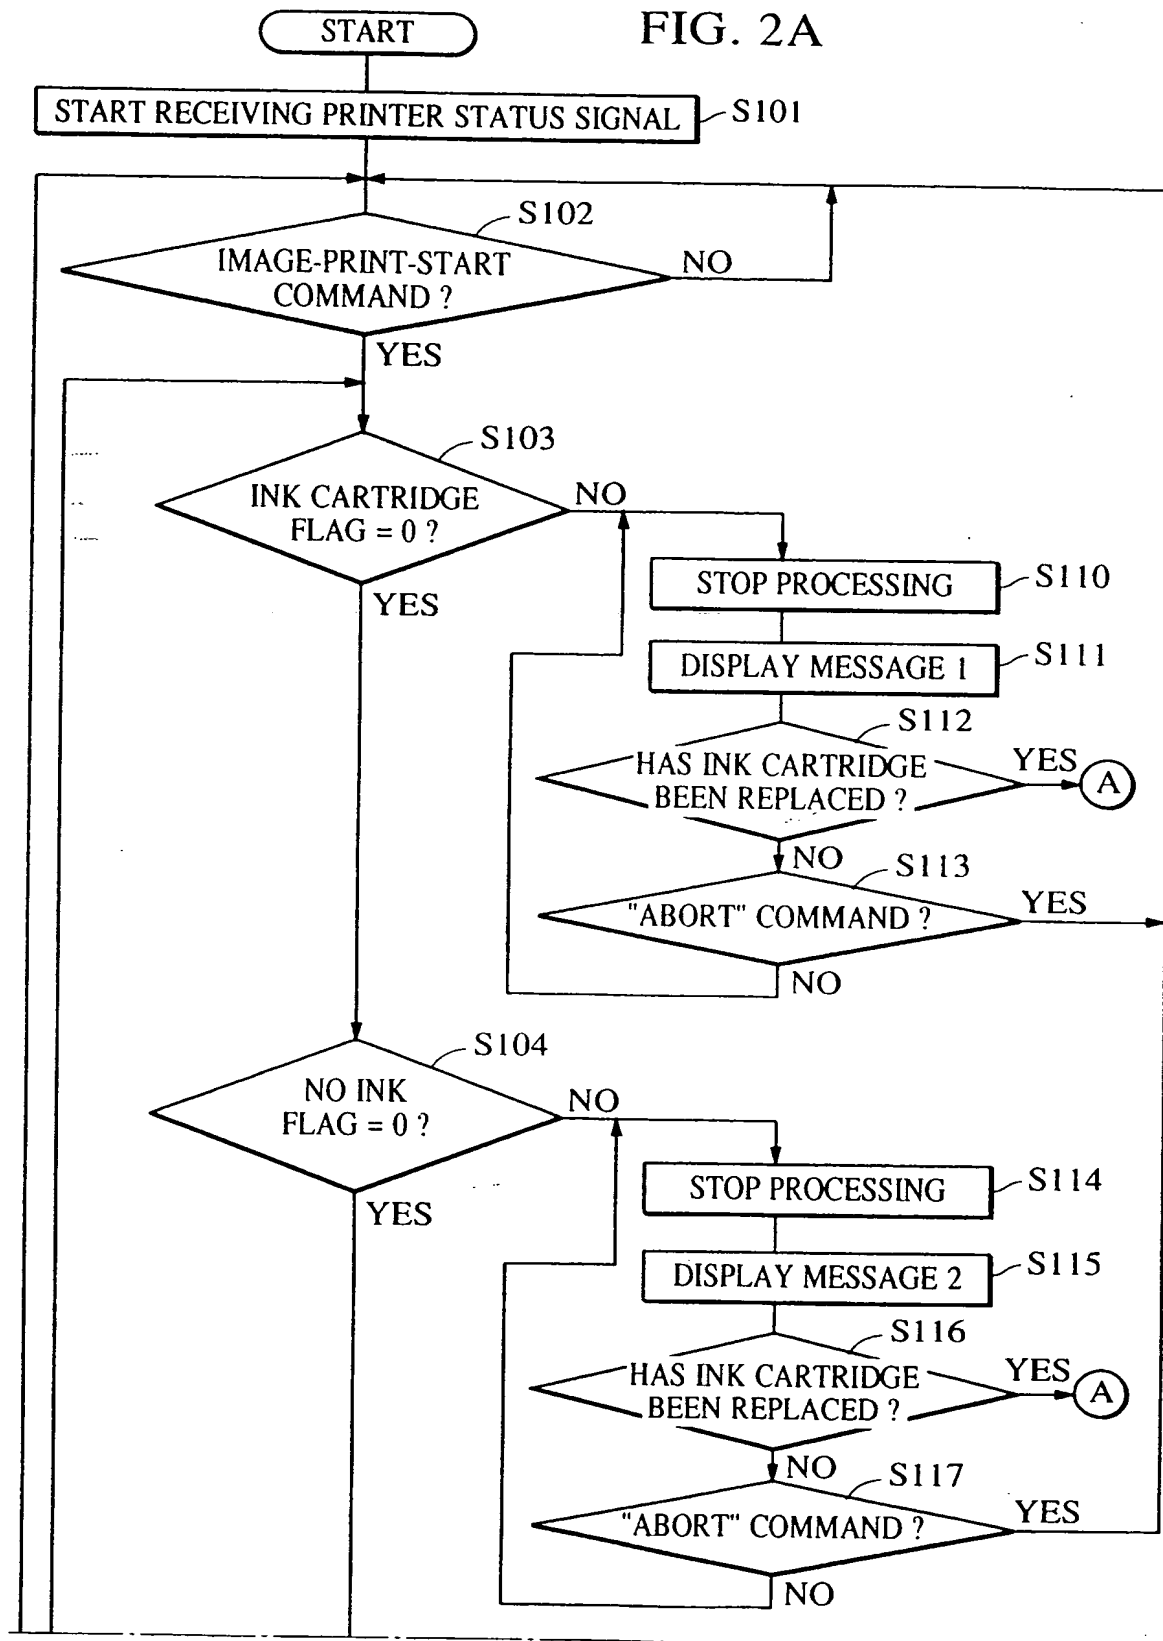 FIG. 2A
START
START RECEIVING PRINTER STATUS SIGNAL
S101
S102
IMAGE-PRINT-START
COMMAND ?
NO
YES
S103
INK CARTRIDGE
FLAG = 0 ?
NO
YES
STOP PROCESSING
S110
DISPLAY MESSAGE 1
S111
S112
HAS INK CARTRIDGE
BEEN REPLACED ?
YES
A
NO
S113
"ABORT" COMMAND ?
YES
NO
S104
NO INK
FLAG = 0 ?
NO
YES
STOP PROCESSING
S114
DISPLAY MESSAGE 2
S115
S116
HAS INK CARTRIDGE
BEEN REPLACED ?
YES
A
NO
S117
"ABORT" COMMAND ?
YES
NO